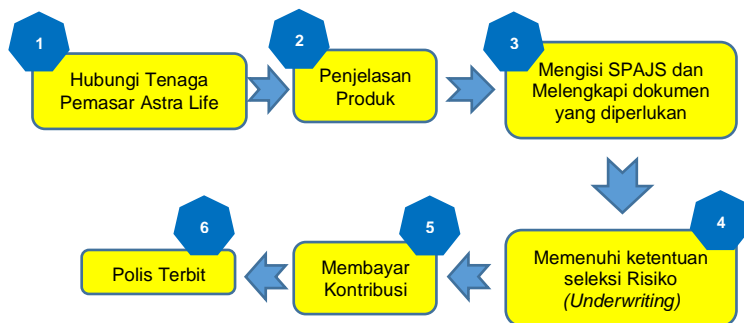 1
Hubungi Tenaga
Pemasar Astra Life
2
Penjelasan
Produk
3
Mengisi SPAJS dan
Melengkapi dokumen
yang diperlukan
4
Memenuhi ketentuan
seleksi Risiko
(Underwriting)
5
Membayar
Kontribusi
6
Polis Terbit